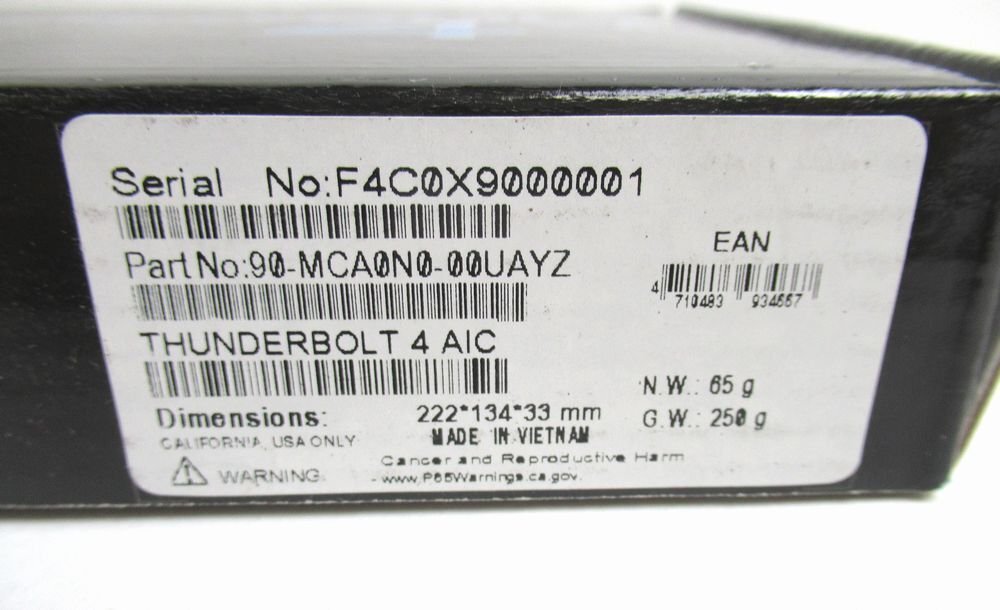 Serial No:F4C0X9000001
Part No:90-MCA0N0-00UAYZ
THUNDERBOLT 4 AIC
EAN
4 710483 934667
N.W.: 65 g
G.W.: 250 g
Dimensions: 222*134*33 mm
MADE IN VIETNAM
CALIFORNIA, USA ONLY
WARNING:
Cancer and Reproductive Harm
-www.P65Warnings.ca.gov.